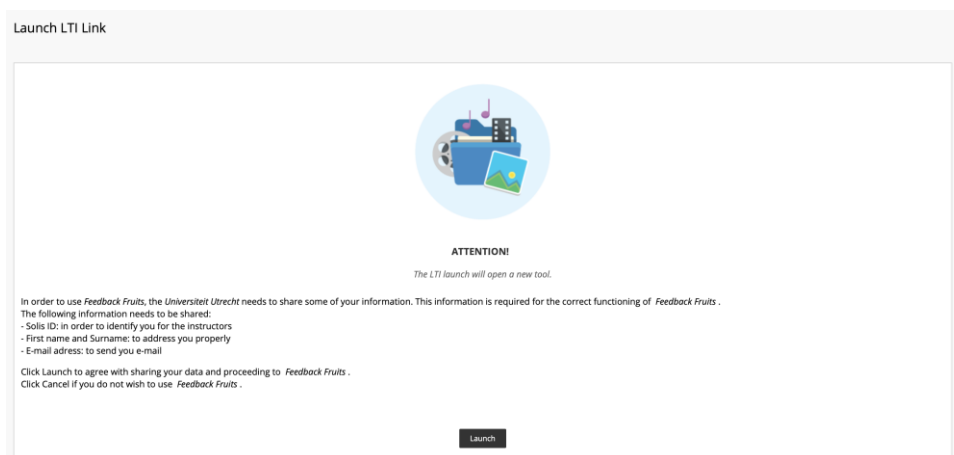 Launch LTI Link
ATTENTION!
The LTI launch will open a new tool.
In order to use Feedback Fruits, the Universiteit Utrecht needs to share some of your information. This information is required for the correct functioning of Feedback Fruits .
The following information needs to be shared:
- Solis ID: in order to identify you for the instructors
- First name and Surname: to address you properly
- E-mail adress: to send you e-mail
Click Launch to agree with sharing your data and proceeding to Feedback Fruits .
Click Cancel if you do not wish to use Feedback Fruits .
Launch